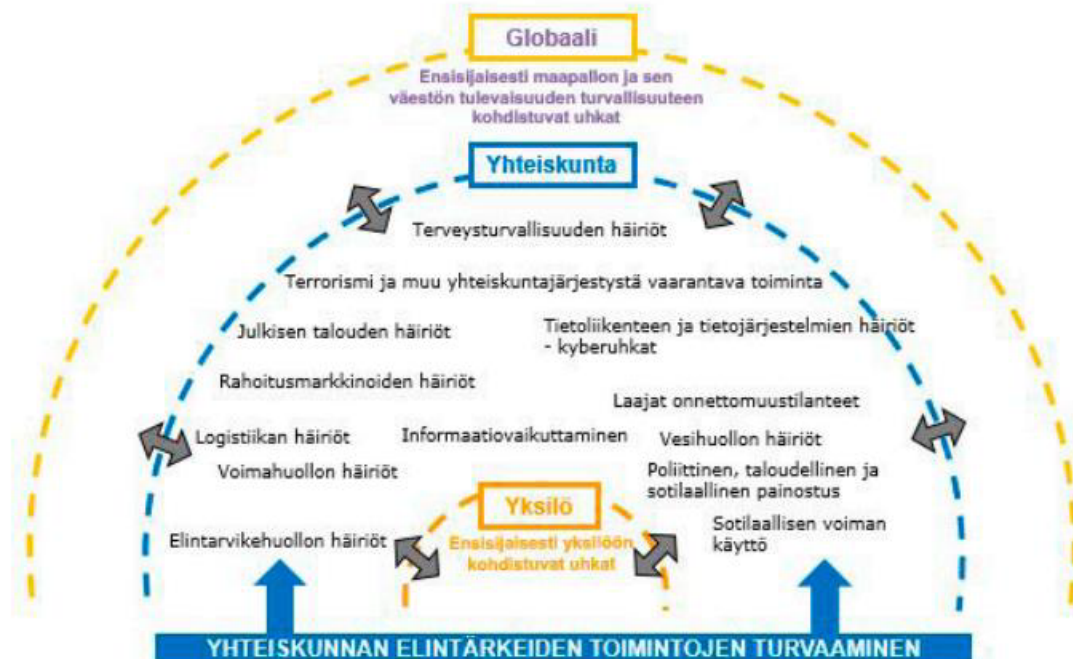 Globaali
Ensisijaisesti maapallon ja sen
väestön tulevaisuuden turvallisuuteen
kohdistuvat uhkat
Yhteiskunta
Terveysturvallisuuden häiriöt
Terrorismi ja muu yhteiskuntajärjestystä vaarantava toiminta
Julkisen talouden häiriöt
Tietoliikenteen ja tietojärjestelmien häiriöt
- kyberuhkat
Rahoitusmarkkinoiden häiriöt
Laajat onnettomuustilanteet
Logistiikan häiriöt
Informaatiovaikuttaminen
Vesihuollon häiriöt
Voimahuollon häiriöt
Poliittinen, taloudellinen ja
sotilaallinen painostus
Yksilö
Ensisijaisesti yksilöön
kohdistuvat uhkat
Sotilaallisen voiman
käyttö
Elintarvikehuollon häiriöt
YHTEISKUNNAN ELINTÄRKEIDEN TOIMINTOJEN TURVAAMINEN